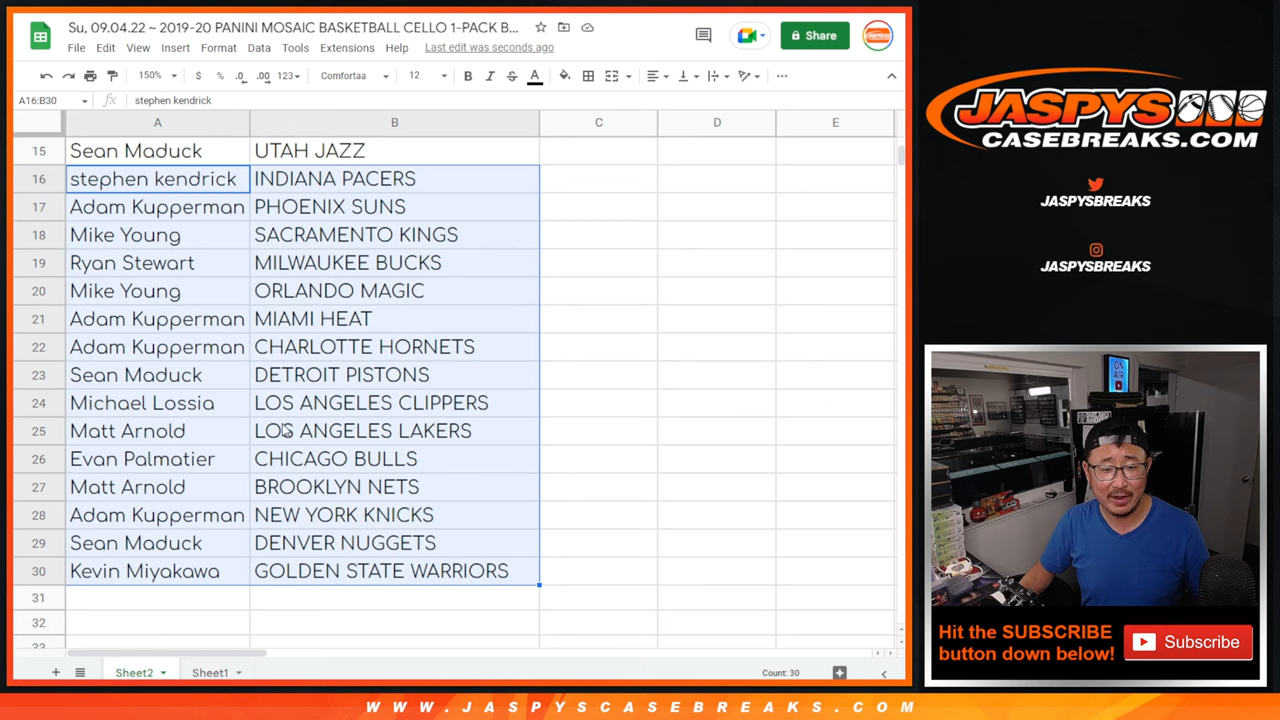 Su, 09.04.22 ~ 2019-20 PANINI MOSAIC BASKETBALL CELLO 1-PACK B...
File Edit View Insert Format Data Tools Extensions Help Last edit was seconds ago
Share
150% $ % .0 .00 123 Comfortaa 12 B I S A
A16:B30 fx stephen kendrick
A B C D E
15 Sean Maduck UTAH JAZZ
16 stephen kendrick INDIANA PACERS
17 Adam Kupperman PHOENIX SUNS
18 Mike Young SACRAMENTO KINGS
19 Ryan Stewart MILWAUKEE BUCKS
20 Mike Young ORLANDO MAGIC
21 Adam Kupperman MIAMI HEAT
22 Adam Kupperman CHARLOTTE HORNETS
23 Sean Maduck DETROIT PISTONS
24 Michael Lossia LOS ANGELES CLIPPERS
25 Matt Arnold LOS ANGELES LAKERS
26 Evan Palmatier CHICAGO BULLS
27 Matt Arnold BROOKLYN NETS
28 Adam Kupperman NEW YORK KNICKS
29 Sean Maduck DENVER NUGGETS
30 Kevin Miyakawa GOLDEN STATE WARRIORS
31
32
33
Sheet2 Sheet1 Count: 30
JASPYS
CASEBREAKS.COM
JASPYSBREAKS
JASPYSBREAKS
ON
AIR
Hit the SUBSCRIBE
button down below!
Subscribe
WWW.JASPYSCASEBREAKS.COM